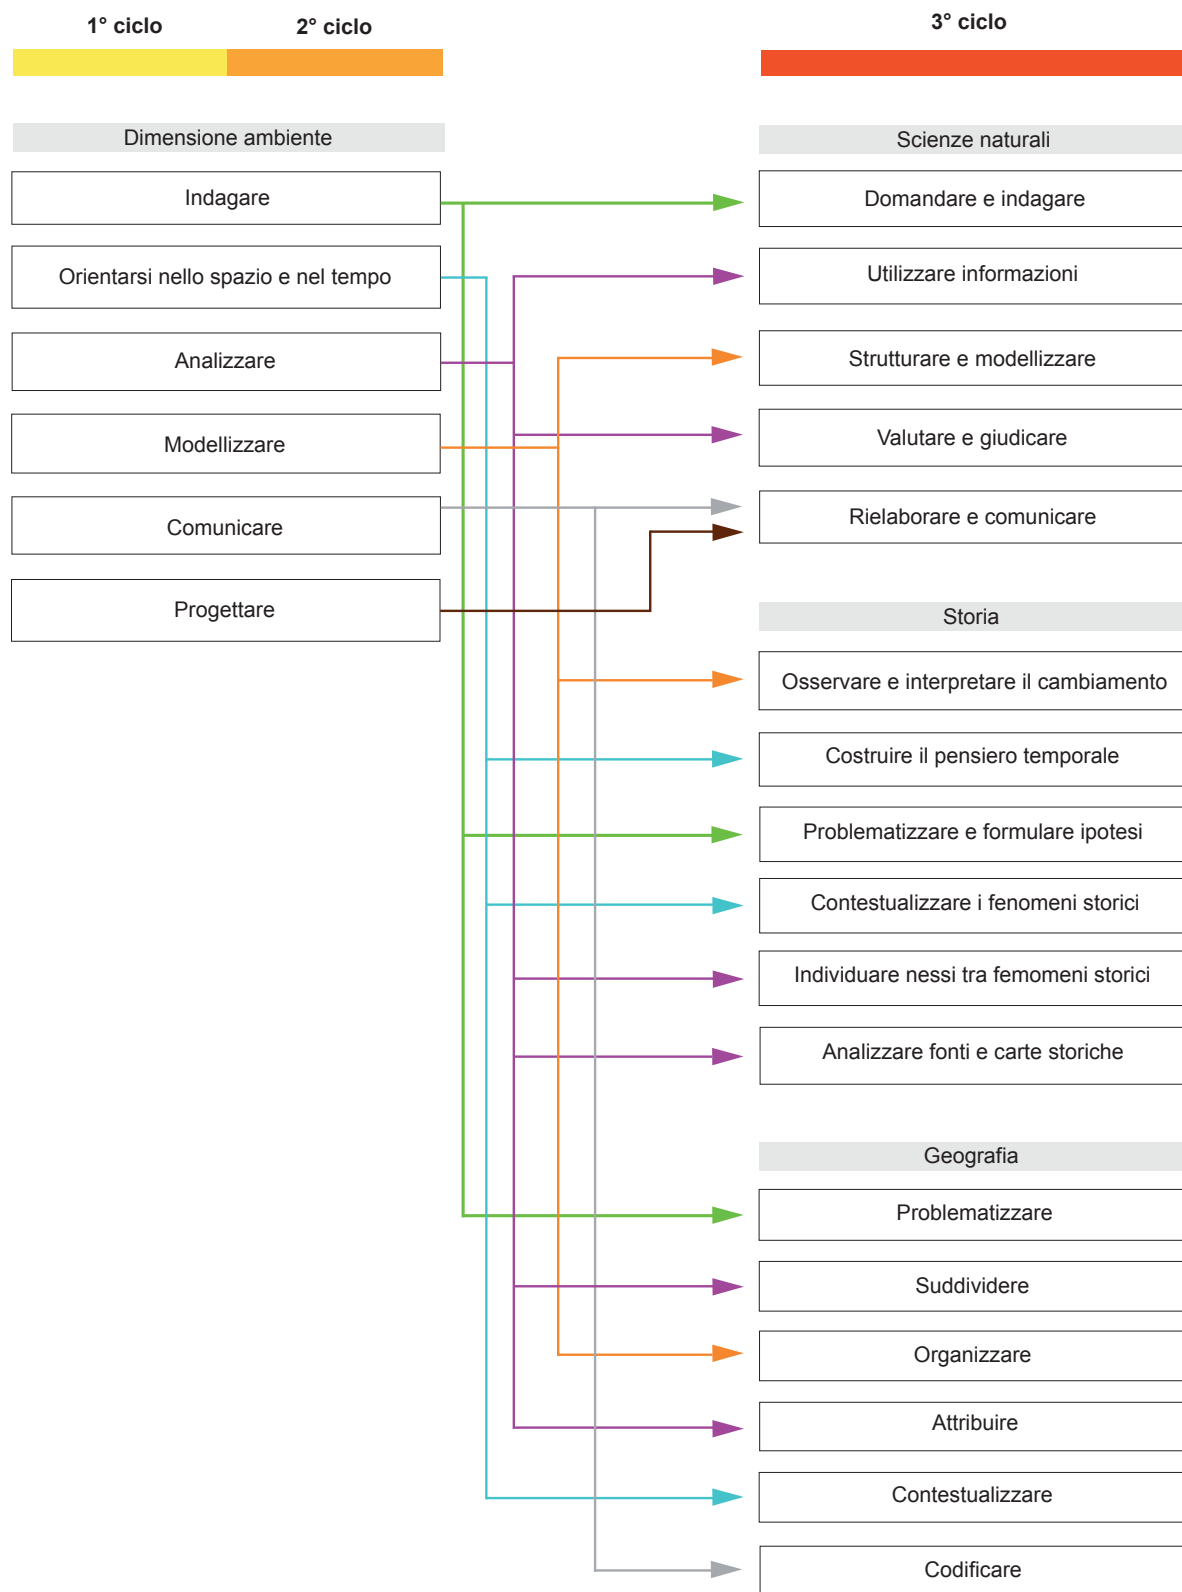 1° ciclo
2° ciclo
3° ciclo
Dimensione ambiente
Indagare
Orientarsi nello spazio e nel tempo
Analizzare
Modellizzare
Comunicare
Progettare
Scienze naturali
Domandare e indagare
Utilizzare informazioni
Strutturare e modellizzare
Valutare e giudicare
Rielaborare e comunicare
Storia
Osservare e interpretare il cambiamento
Costruire il pensiero temporale
Problematizzare e formulare ipotesi
Contestualizzare i fenomeni storici
Individuare nessi tra femomeni storici
Analizzare fonti e carte storiche
Geografia
Problematizzare
Suddividere
Organizzare
Attribuire
Contestualizzare
Codificare